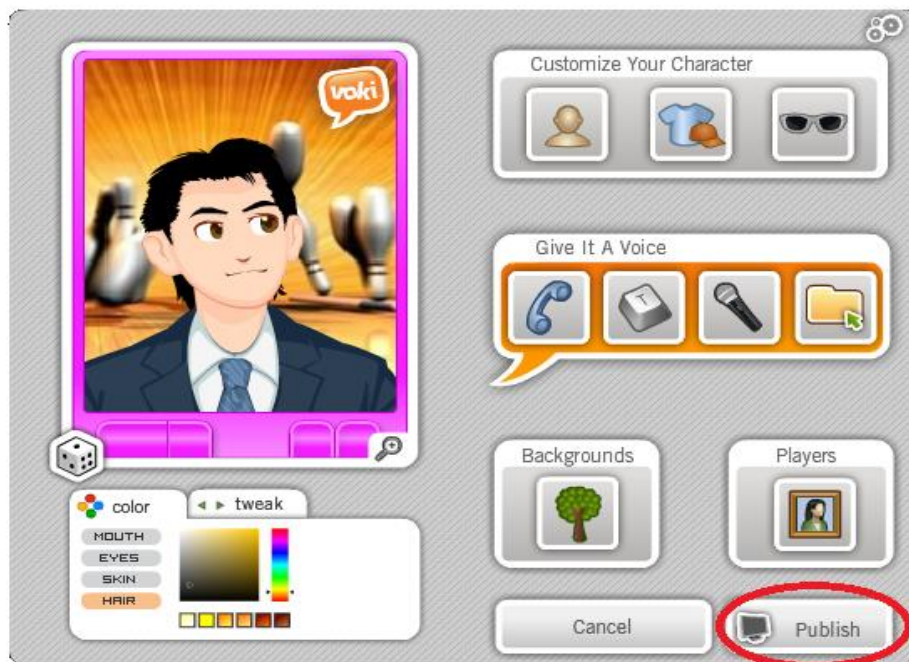 voki
Customize Your Character
Give It A Voice
T
Backgrounds
Players
color
tweak
MOUTH
EYES
SKIN
HAIR
Cancel
Publish